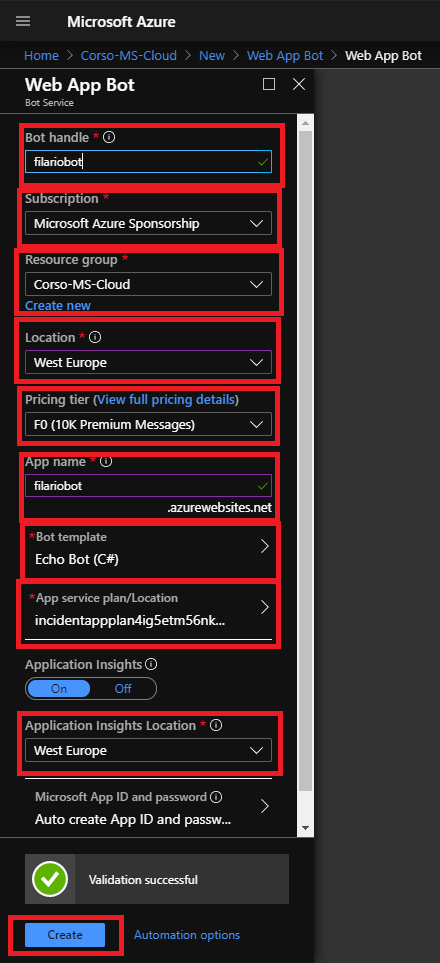 Microsoft Azure
Home > Corso-MS-Cloud > New > Web App Bot > Web App Bot
Web App Bot
Bot Service
Bot handle *
filariobot
Subscription *
Microsoft Azure Sponsorship
Resource group *
Corso-MS-Cloud
Create new
Location *
West Europe
Pricing tier (View full pricing details)
F0 (10K Premium Messages)
App name *
filariobot
.azurewebsites.net
*Bot template
Echo Bot (C#)
*App service plan/Location
incidentappplan4ig5etm56nk...
Application Insights
On Off
Application Insights Location *
West Europe
Microsoft App ID and password
Auto create App ID and passw...
Validation successful
Create Automation options